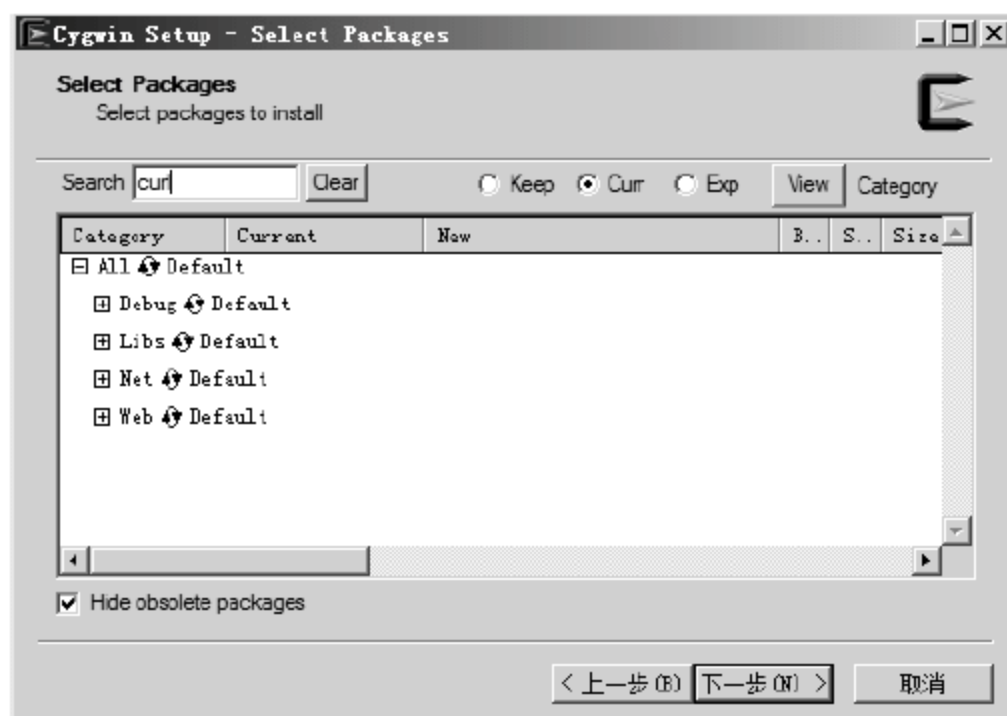 Cygwin Setup - Select Packages
Select Packages
Select packages to install
Search curl Clear Keep Curr Exp View Category
Category Current New B.. S.. Size
All Default
Debug Default
Libs Default
Net Default
Web Default
Hide obsolete packages
< 上一步(B) 下一步(N) > 取消